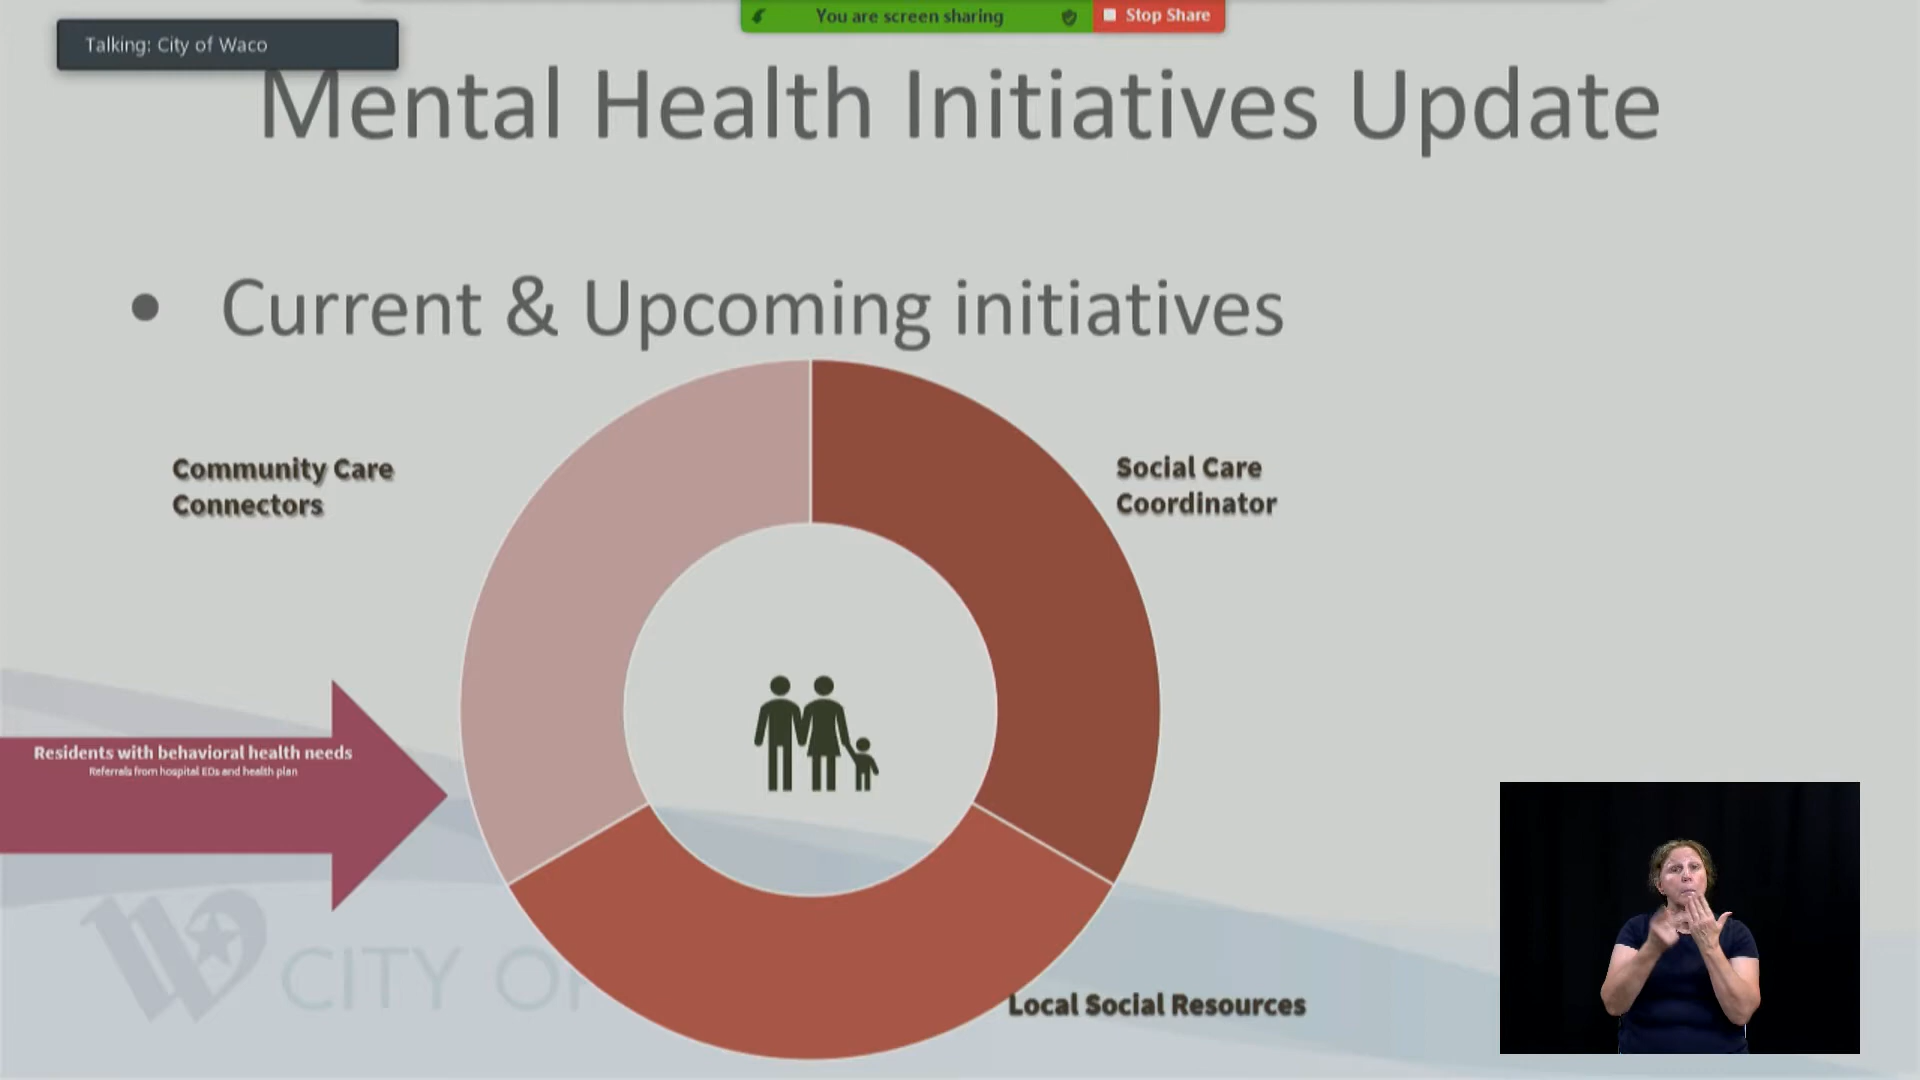 You are screen sharing
Stop Share
Talking: City of Waco
Mental Health Initiatives Update
• Current & Upcoming initiatives
Community Care
Connectors
Social Care
Coordinator
Residents with behavioral health needs
Referrals from hospital EDs and health plan
CITY OF
Local Social Resources